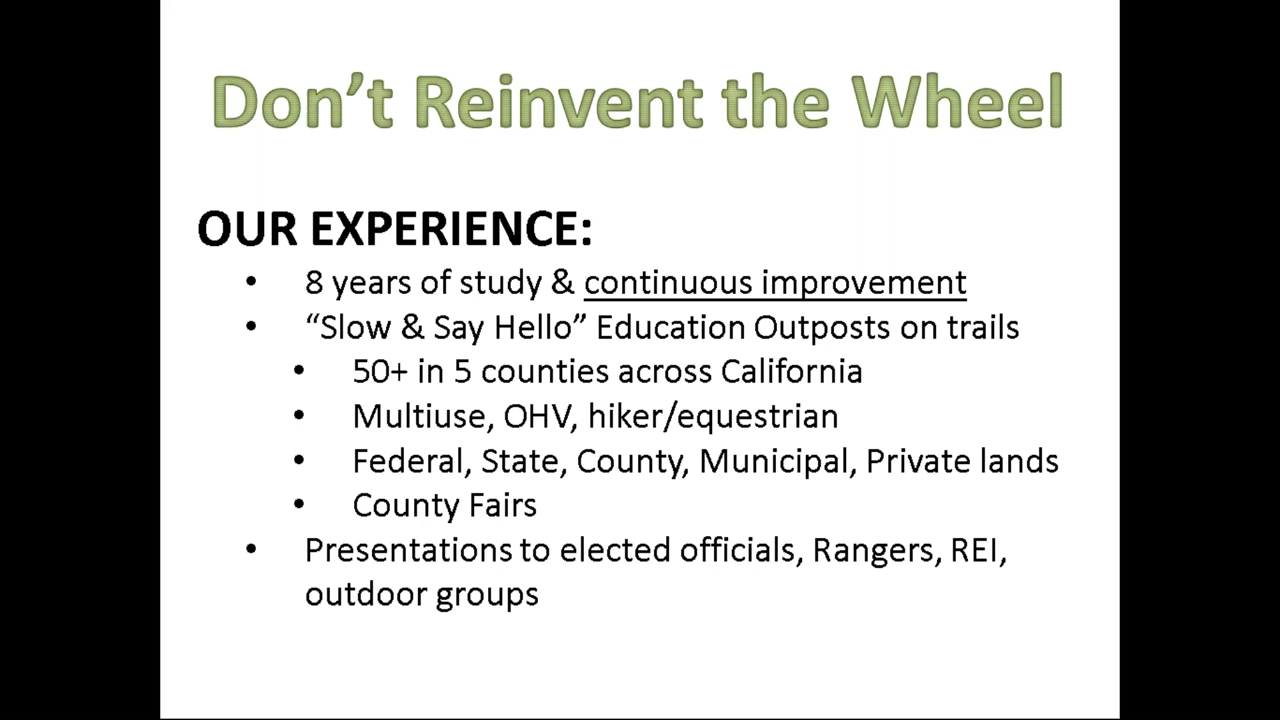 Don’t Reinvent the Wheel
OUR EXPERIENCE:
• 8 years of study & continuous improvement
• “Slow & Say Hello” Education Outposts on trails
• 50+ in 5 counties across California
• Multiuse, OHV, hiker/equestrian
• Federal, State, County, Municipal, Private lands
• County Fairs
• Presentations to elected officials, Rangers, REI,
outdoor groups